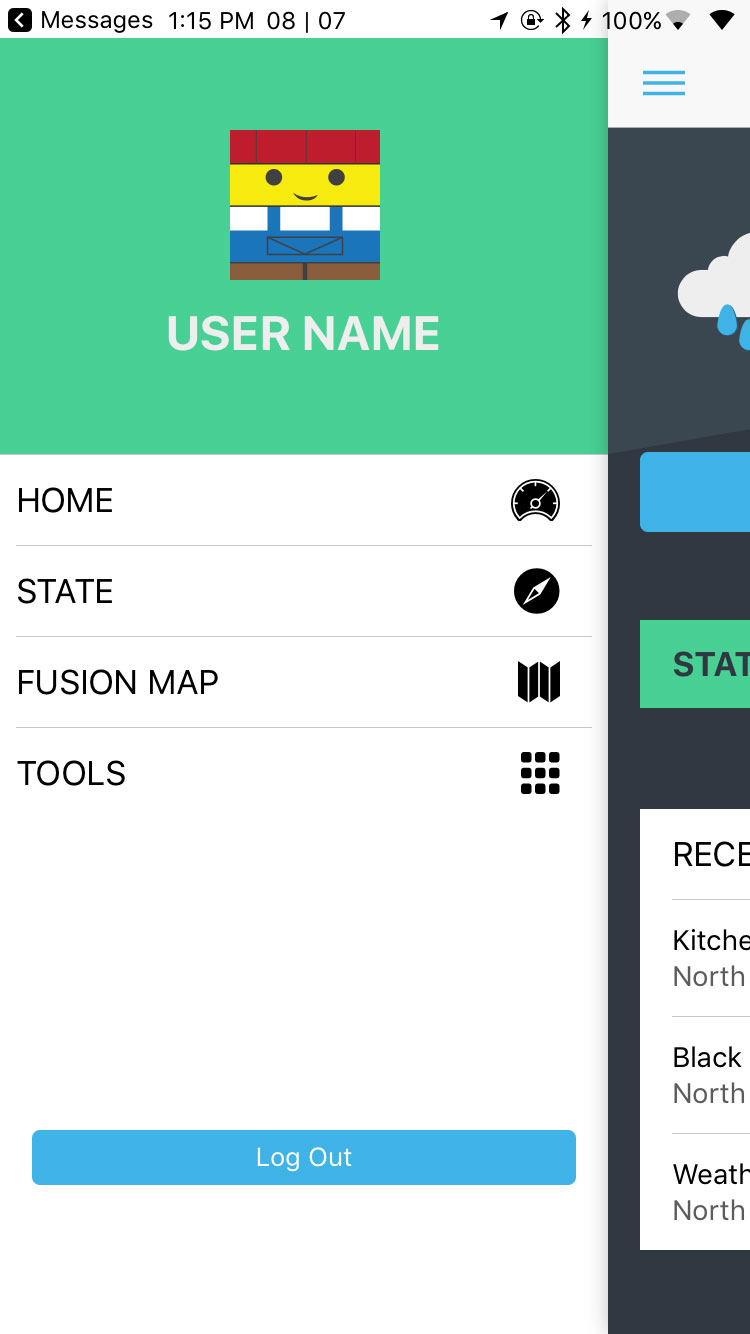 Messages 1:15 PM 08 | 07 100%
USER NAME
HOME
STATE
FUSION MAP
TOOLS
Log Out
STAT
RECE
Kitche
North
Black
North
Weath
North